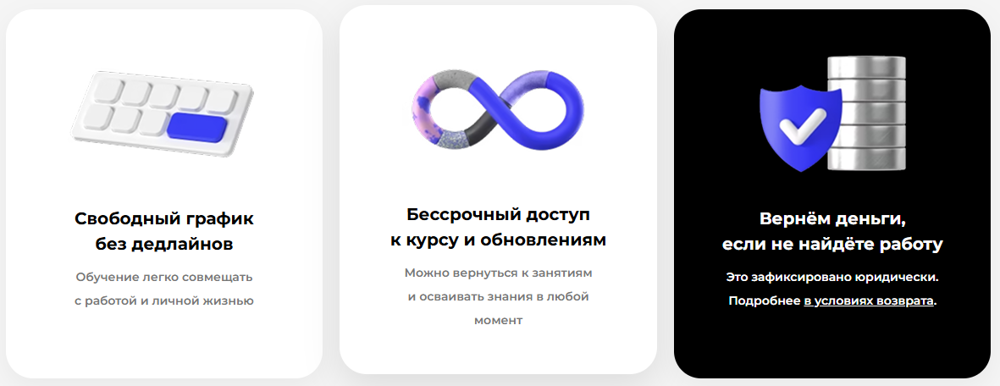 Свободный график
без дедлайнов
Обучение легко совмещать
с работой и личной жизнью
Бессрочный доступ
к курсу и обновлениям
Можно вернуться к занятиям
и осваивать знания в любой
момент
Вернём деньги,
если не найдёте работу
Это зафиксировано юридически.
Подробнее в условиях возврата.